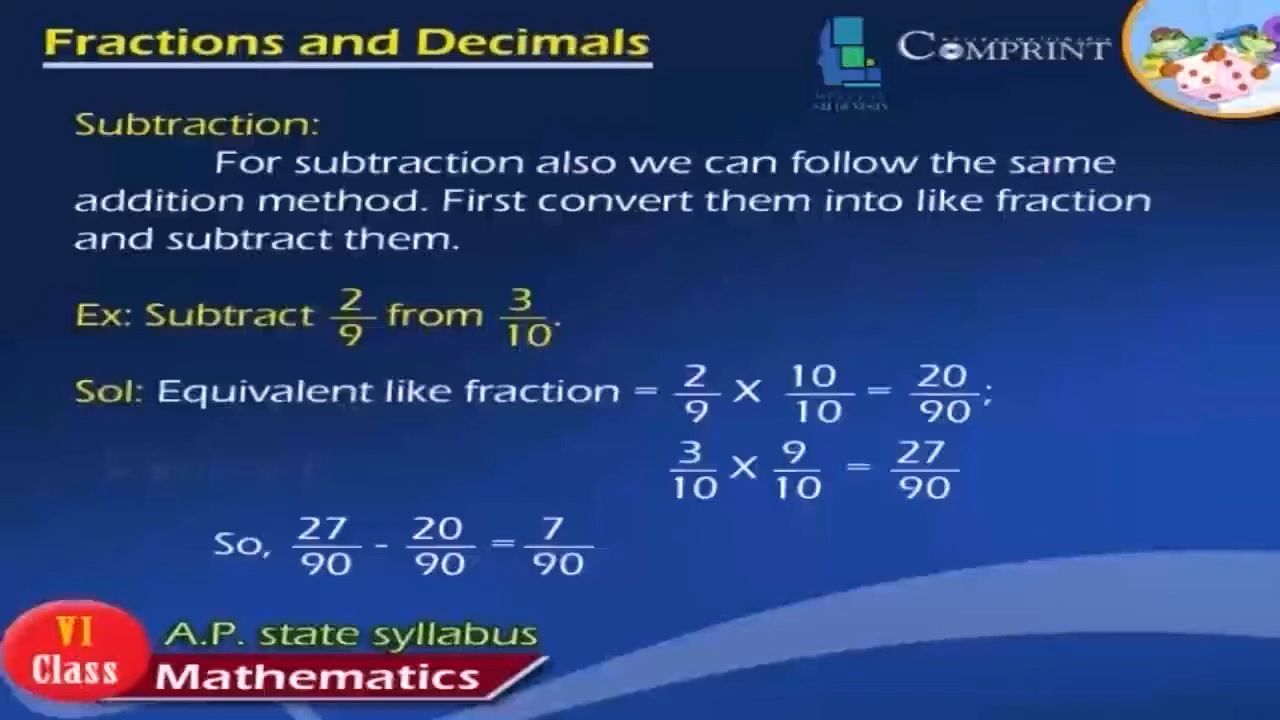 Fractions and Decimals
COMPRINT
Subtraction:
For subtraction also we can follow the same
addition method. First convert them into like fraction
and subtract them.
Ex: Subtract 2/9 from 3/10.
Sol: Equivalent like fraction = 2/9 X 10/10 = 20/90;
3/10 X 9/10 = 27/90
So, 27/90 - 20/90 = 7/90
VI
Class
A.P. state syllabus
Mathematics